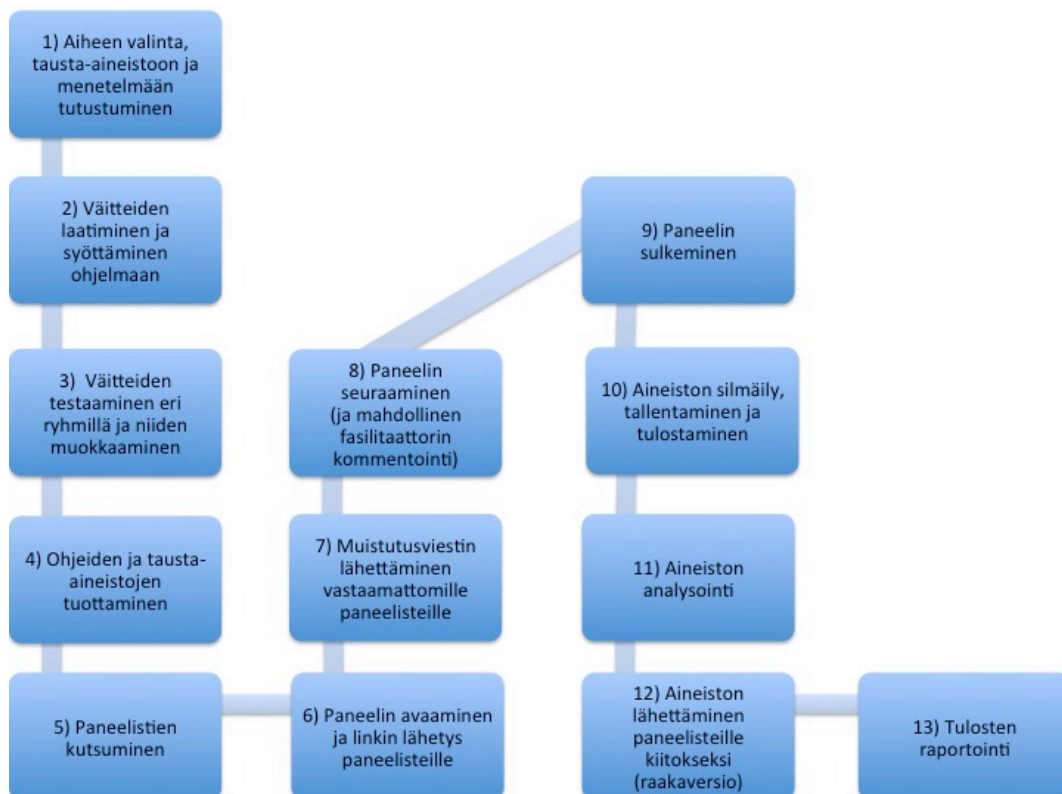 1) Aiheen valinta,
tausta-aineistoon ja
menetelmään
tutustuminen
2) Väitteiden
laatiminen ja
syöttäminen
ohjelmaan
3)  Väitteiden
testaaminen eri
ryhmillä ja niiden
muokkaaminen
4) Ohjeiden ja tausta-
aineistojen
tuottaminen
5) Paneelistien
kutsuminen
6) Paneelin avaaminen
ja linkin lähetys
paneelisteille
7) Muistutusviestin
lähettäminen
vastaamattomille
paneelisteille
8) Paneelin
seuraaminen
(ja mahdollinen
fasilitaattorin
kommentointi)
9) Paneelin
sulkeminen
10) Aineiston silmäily,
tallentaminen ja
tulostaminen
11) Aineiston
analysointi
12) Aineiston
lähettäminen
paneelisteille
kiitokseksi
(raakaversio)
13) Tulosten
raportointi